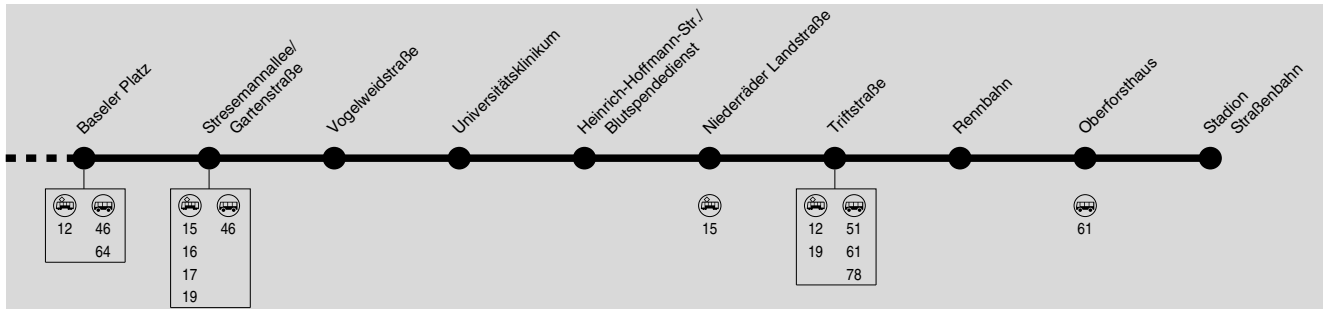 Baseler Platz
Stresemannallee/
Gartenstraße
Vogelweidstraße
Universitätsklinikum
Heinrich-Hoffmann-Str./
Blutspendedienst
Niederräder Landstraße
Triftstraße
Rennbahn
Oberforsthaus
Stadion
Straßenbahn
12 46
64
15 46
16
17
19
15
12 51
19 61
78
61